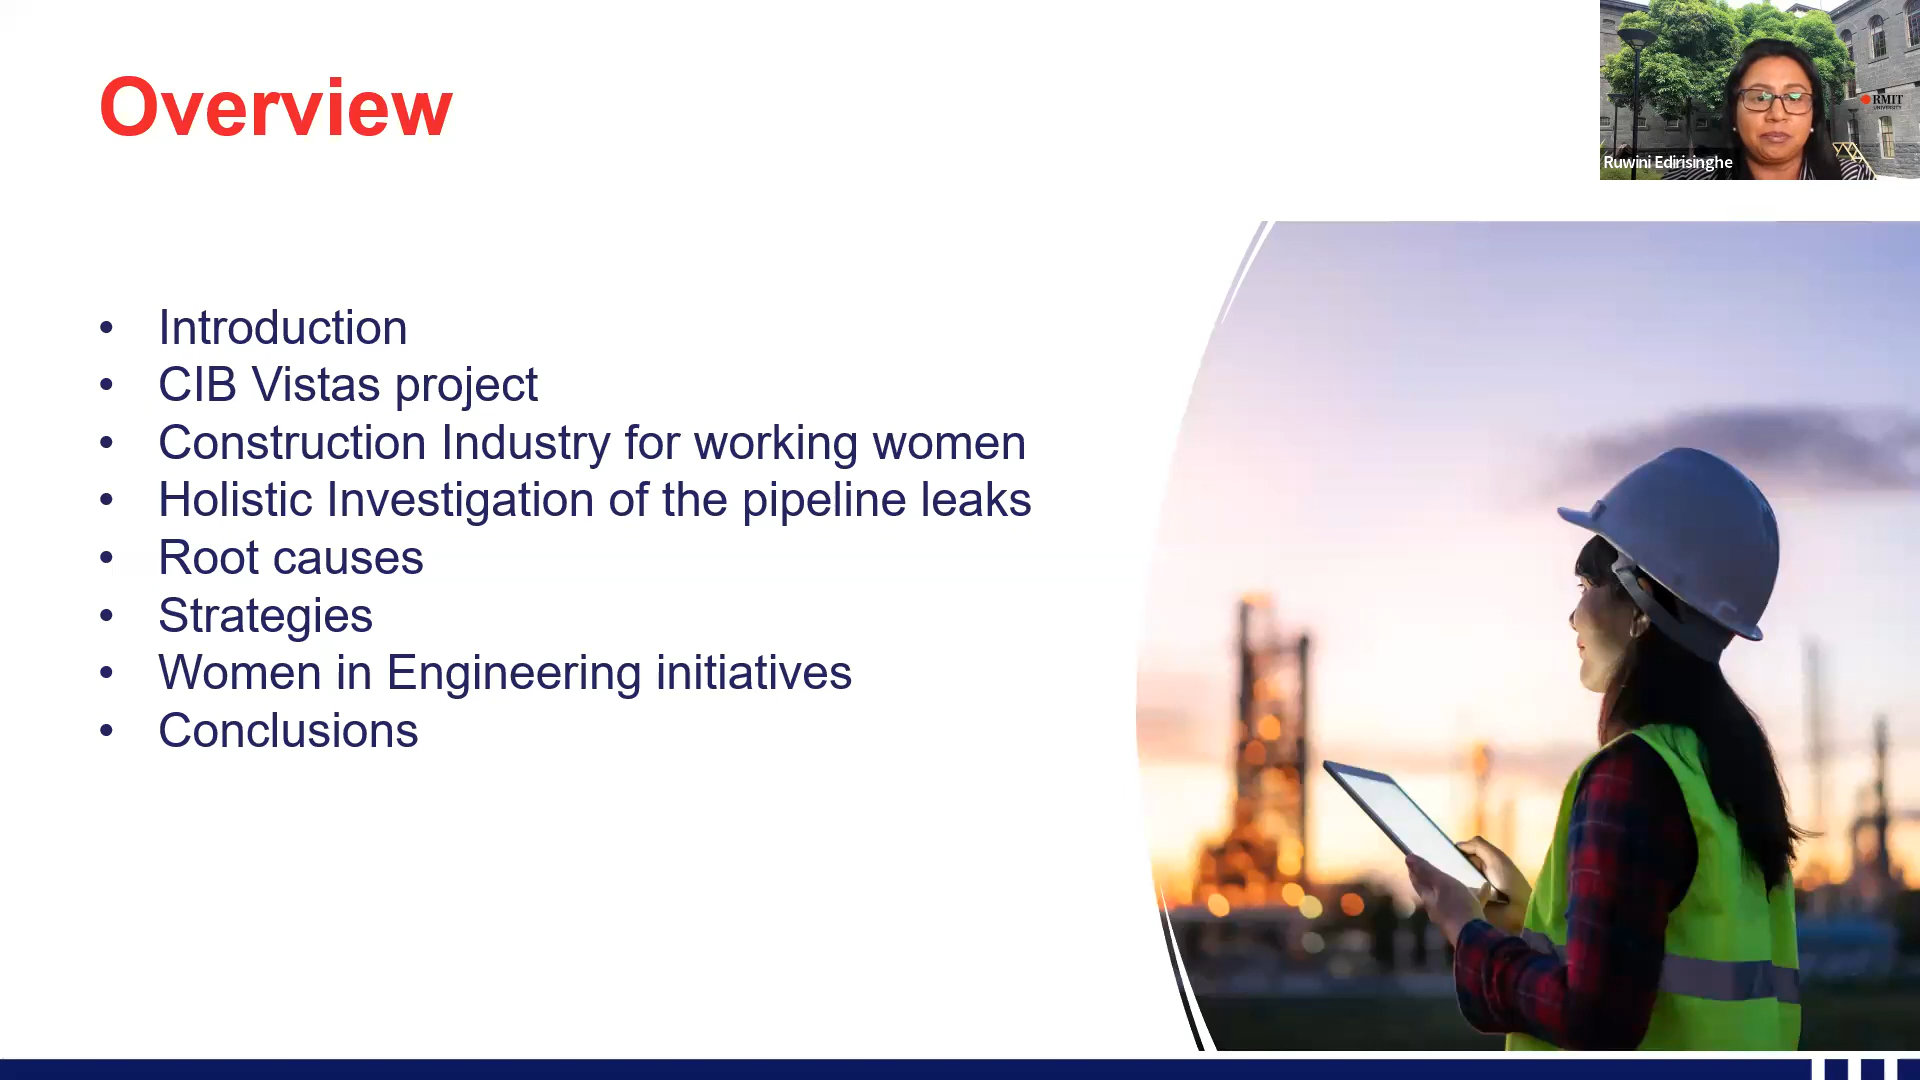 Overview
RMIT
UNIVERSITY
Ruwini Edirisinghe
• Introduction
• CIB Vistas project
• Construction Industry for working women
• Holistic Investigation of the pipeline leaks
• Root causes
• Strategies
• Women in Engineering initiatives
• Conclusions